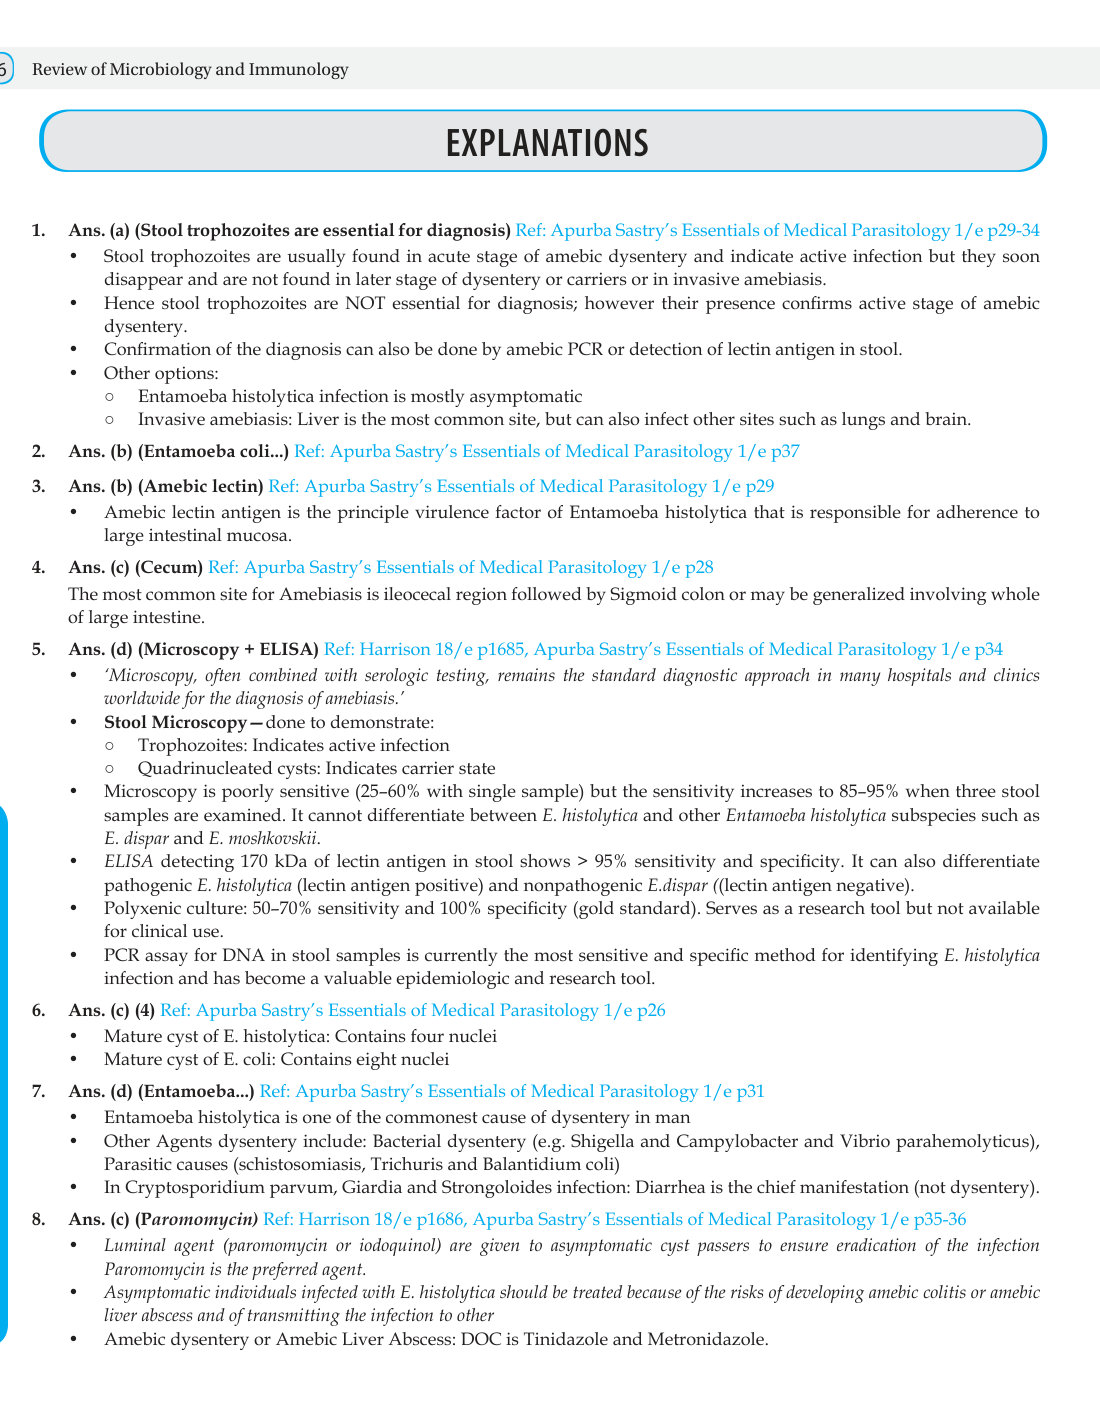 6 Review of Microbiology and Immunology
EXPLANATIONS
1. Ans. (a) (Stool trophozoites are essential for diagnosis) Ref: Apurba Sastry's Essentials of Medical Parasitology 1/e p29-34
• Stool trophozoites are usually found in acute stage of amebic dysentery and indicate active infection but they soon
disappear and are not found in later stage of dysentery or carriers or in invasive amebiasis.
• Hence stool trophozoites are NOT essential for diagnosis; however their presence confirms active stage of amebic
dysentery.
• Confirmation of the diagnosis can also be done by amebic PCR or detection of lectin antigen in stool.
• Other options:
○ Entamoeba histolytica infection is mostly asymptomatic
○ Invasive amebiasis: Liver is the most common site, but can also infect other sites such as lungs and brain.
2. Ans. (b) (Entamoeba coli...) Ref: Apurba Sastry's Essentials of Medical Parasitology 1/e p37
3. Ans. (b) (Amebic lectin) Ref: Apurba Sastry's Essentials of Medical Parasitology 1/e p29
• Amebic lectin antigen is the principle virulence factor of Entamoeba histolytica that is responsible for adherence to
large intestinal mucosa.
4. Ans. (c) (Cecum) Ref: Apurba Sastry's Essentials of Medical Parasitology 1/e p28
The most common site for Amebiasis is ileocecal region followed by Sigmoid colon or may be generalized involving whole
of large intestine.
5. Ans. (d) (Microscopy + ELISA) Ref: Harrison 18/e p1685, Apurba Sastry's Essentials of Medical Parasitology 1/e p34
• 'Microscopy, often combined with serologic testing, remains the standard diagnostic approach in many hospitals and clinics
worldwide for the diagnosis of amebiasis.'
• Stool Microscopy—done to demonstrate:
○ Trophozoites: Indicates active infection
○ Quadrinucleated cysts: Indicates carrier state
• Microscopy is poorly sensitive (25–60% with single sample) but the sensitivity increases to 85–95% when three stool
samples are examined. It cannot differentiate between E. histolytica and other Entamoeba histolytica subspecies such as
E. dispar and E. moshkovskii.
• ELISA detecting 170 kDa of lectin antigen in stool shows > 95% sensitivity and specificity. It can also differentiate
pathogenic E. histolytica (lectin antigen positive) and nonpathogenic E.dispar ((lectin antigen negative).
• Polyxenic culture: 50–70% sensitivity and 100% specificity (gold standard). Serves as a research tool but not available
for clinical use.
• PCR assay for DNA in stool samples is currently the most sensitive and specific method for identifying E. histolytica
infection and has become a valuable epidemiologic and research tool.
6. Ans. (c) (4) Ref: Apurba Sastry's Essentials of Medical Parasitology 1/e p26
• Mature cyst of E. histolytica: Contains four nuclei
• Mature cyst of E. coli: Contains eight nuclei
7. Ans. (d) (Entamoeba...) Ref: Apurba Sastry's Essentials of Medical Parasitology 1/e p31
• Entamoeba histolytica is one of the commonest cause of dysentery in man
• Other Agents dysentery include: Bacterial dysentery (e.g. Shigella and Campylobacter and Vibrio parahemolyticus),
Parasitic causes (schistosomiasis, Trichuris and Balantidium coli)
• In Cryptosporidium parvum, Giardia and Strongoloides infection: Diarrhea is the chief manifestation (not dysentery).
8. Ans. (c) (Paromomycin) Ref: Harrison 18/e p1686, Apurba Sastry's Essentials of Medical Parasitology 1/e p35-36
• Luminal agent (paromomycin or iodoquinol) are given to asymptomatic cyst passers to ensure eradication of the infection
Paromomycin is the preferred agent.
• Asymptomatic individuals infected with E. histolytica should be treated because of the risks of developing amebic colitis or amebic
liver abscess and of transmitting the infection to other
• Amebic dysentery or Amebic Liver Abscess: DOC is Tinidazole and Metronidazole.